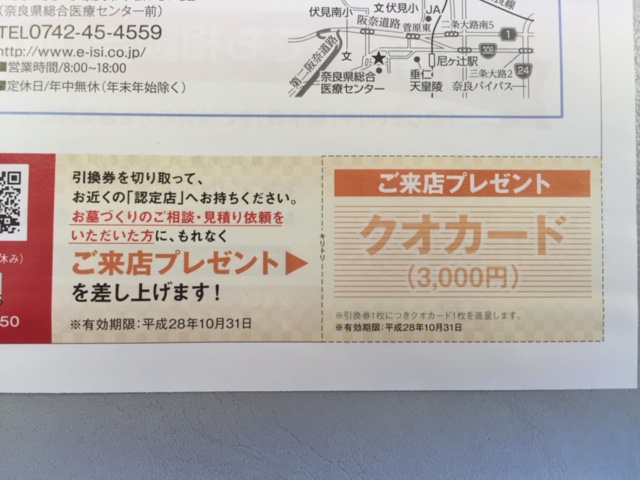 (奈良県総合医療センター前)
TEL0742-45-4559
http://www.e-isi.co.jp/
■営業時間/8:00~18:00
■定休日/年中無休(年末年始除く)
伏見南小
文
伏見小
文
JA
阪奈道路
菅原東
二条大路南5
1
308
第二阪奈道路
★
奈良県総合
医療センター
垂仁
天皇陵
尼ヶ辻駅
三条大路2
24
奈良バイパス
引換券を切り取って、
お近くの「認定店」へお持ちください。
お墓づくりのご相談・見積り依頼を
いただいた方に、もれなく
ご来店プレゼント▶
を差し上げます!
※有効期限:平成28年10月31日
休み)
50
キリトリ
ご来店プレゼント
クオカード
(3,000円)
※引換券1枚につきクオカード1枚を進呈します。
※有効期限:平成28年10月31日